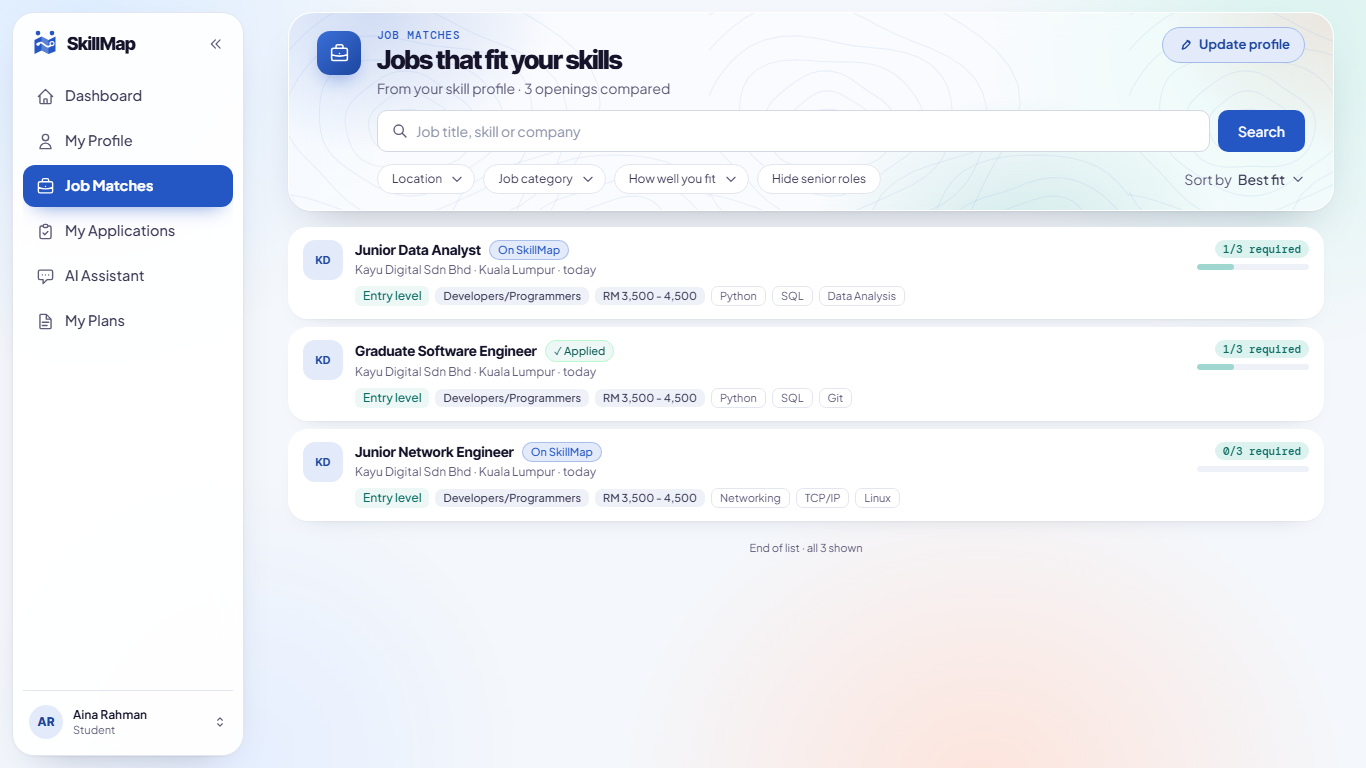 SkillMap
Dashboard
My Profile
Job Matches
My Applications
AI Assistant
My Plans
AR
Aina Rahman
Student
JOB MATCHES
Jobs that fit your skills
From your skill profile · 3 openings compared
Update profile
Job title, skill or company
Search
Location
Job category
How well you fit
Hide senior roles
Sort by Best fit
KD
Junior Data Analyst On SkillMap
Kayu Digital Sdn Bhd · Kuala Lumpur · today
Entry level Developers/Programmers RM 3,500 – 4,500 Python SQL Data Analysis
1/3 required
KD
Graduate Software Engineer ✓ Applied
Kayu Digital Sdn Bhd · Kuala Lumpur · today
Entry level Developers/Programmers RM 3,500 – 4,500 Python SQL Git
1/3 required
KD
Junior Network Engineer On SkillMap
Kayu Digital Sdn Bhd · Kuala Lumpur · today
Entry level Developers/Programmers RM 3,500 – 4,500 Networking TCP/IP Linux
0/3 required
End of list · all 3 shown